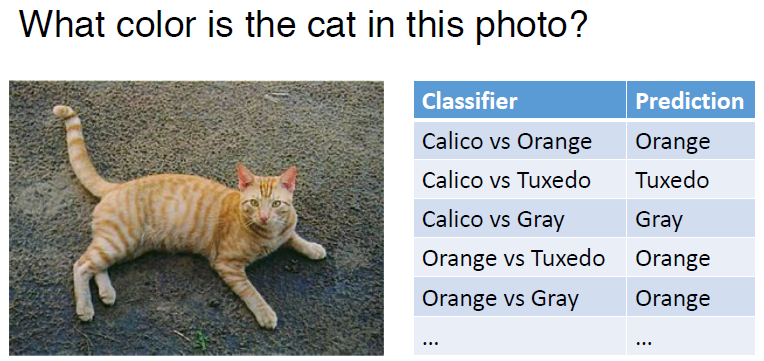 What color is the cat in this photo?
Classifier Prediction
Calico vs Orange Orange
Calico vs Tuxedo Tuxedo
Calico vs Gray Gray
Orange vs Tuxedo Orange
Orange vs Gray Orange
... ...